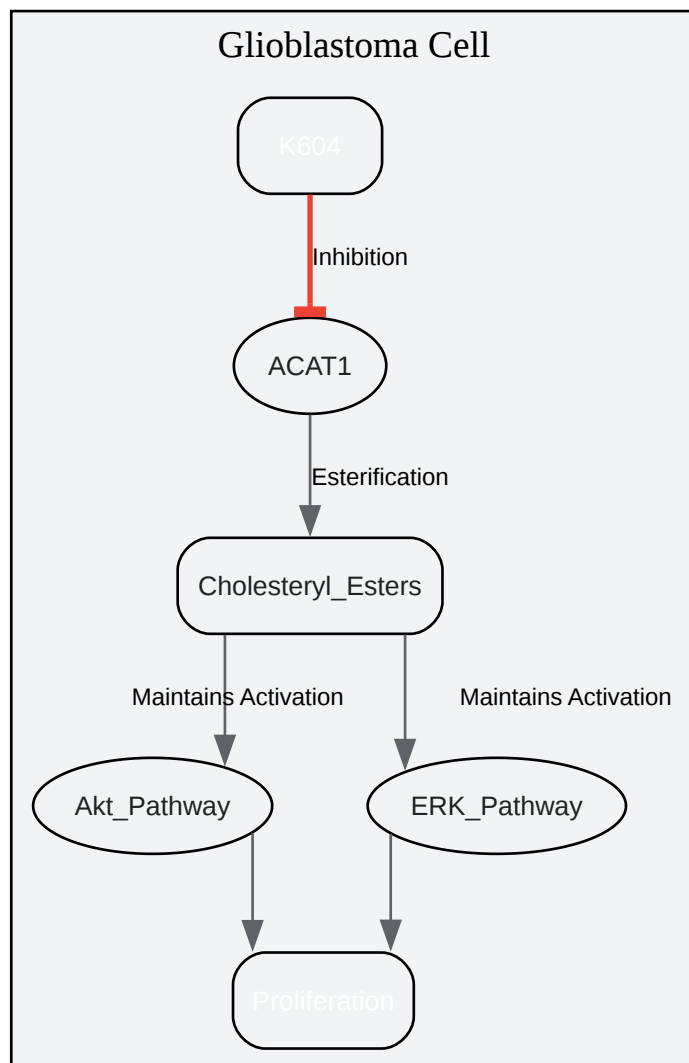 Glioblastoma Cell
K604
Inhibition
ACAT1
Esterification
Cholesteryl_Esters
Maintains Activation
Maintains Activation
Akt_Pathway
ERK_Pathway
Proliferation